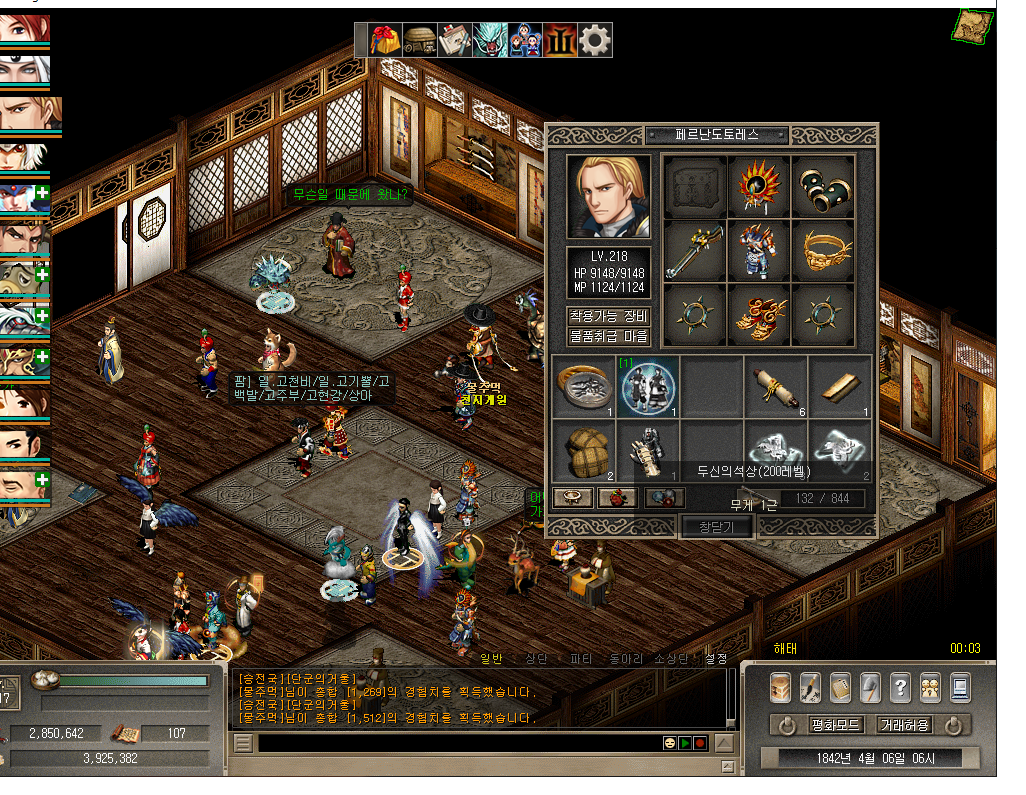 페르난도토레스
무슨일 때문에 왔나?
LV.218
HP 9148/9148
MP 1124/1124
착용가능 장비
물품취급 마을
팜] 일.고천비/일.고기뿔/고
백발/고주부/고현강/상마
물주먹
천지게원
[1]
1
1
6
1
2
1
2
두신의석상(200레벨)
무게 1근
132 / 844
창닫기
해태
00:03
일반
상단
파티
동아리
소상단
설정
[승전국][단군의거울]
[물주먹]님이 총합 [1,269]의 경험치를 획득했습니다.
[승전국][단군의거울]
[물주먹]님이 총합 [1,512]의 경험치를 획득했습니다.
2,850,642
107
3,925,382
평화모드
거래허용
1842년 4월 06일 06시